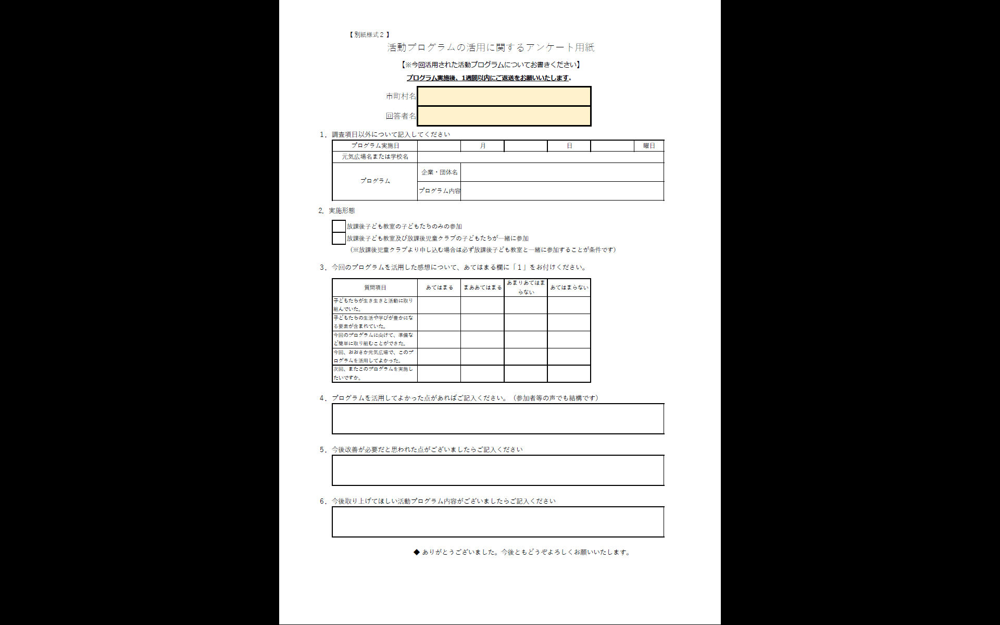 【 別紙様式２ 】
活動プログラムの活用に関するアンケート用紙
【※今回活用された活動プログラムについてお書きください】
プログラム実施後、1週間以内にご返送をお願いいたします。
市町村名
回答者名
１．調査項目以外について記入してください
プログラム実施日 月 日 曜日
元気広場名または学校名
プログラム
企業・団体名
プログラム内容
2．実施形態
放課後子ども教室の子どもたちのみの参加
放課後子ども教室及び放課後児童クラブの子どもたちが一緒に参加
（※放課後児童クラブより申し込む場合は必ず放課後子ども教室と一緒に参加することが条件です）
３．今回のプログラムを活用した感想について、あてはまる欄に「１」をお付けください。
質問項目 あてはまる まああてはまる あまりあてはまらない あてはまらない
子どもたちが生き生きと活動に取り
組んでいた。
子どもたちの生活や学びが豊かにな
る要素が含まれていた。
今回のプログラムに向けて、準備な
ど簡単に取り組むことができた。
今回、おおさか元気広場で、このプ
ログラムを活用してよかった。
次回、またこのプログラムを実施し
たいですか。
４．プログラムを活用してよかった点があればご記入ください。（参加者等の声でも結構です）
５．今後改善が必要だと思われた点がございましたらご記入ください
６．今後取り上げてほしい活動プログラム内容がございましたらご記入ください
◆ ありがとうございました。今後ともどうぞよろしくお願いいたします。